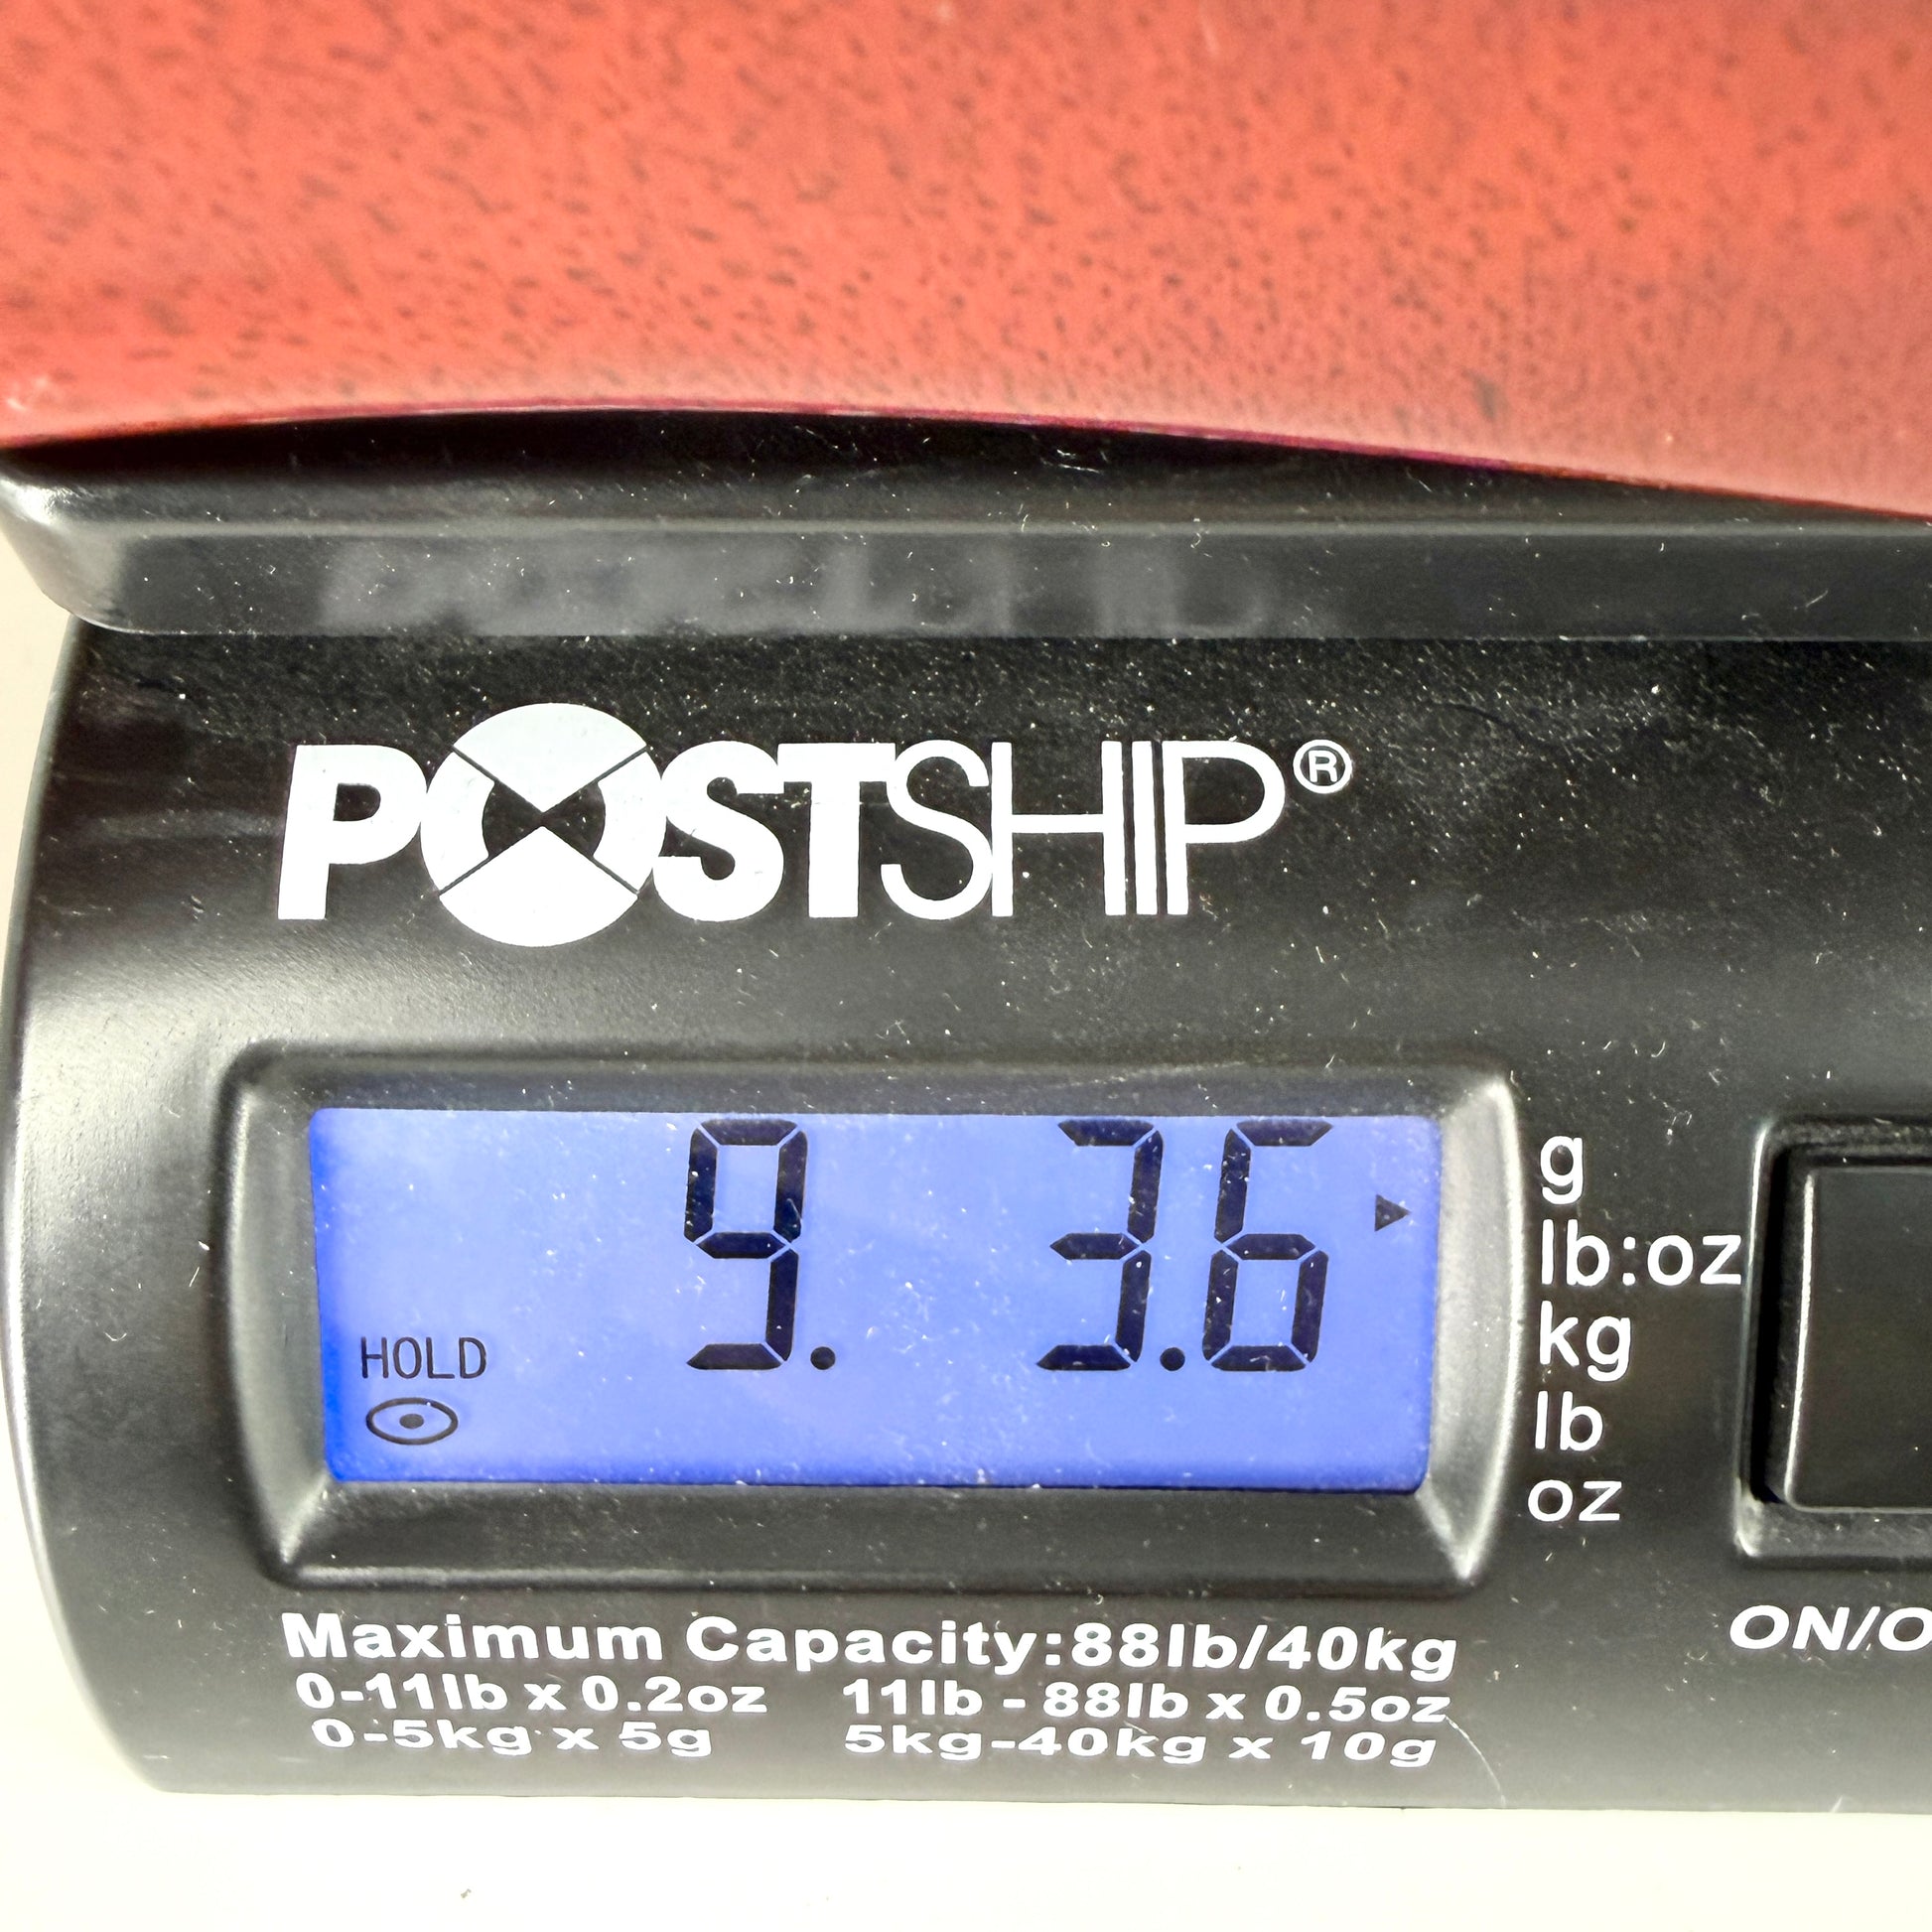 POSTSHIP®
9. 3.6
HOLD
g
lb:oz
kg
lb
oz
ON/O
Maximum Capacity:88lb/40kg
0-11lb x 0.2oz 11lb - 88lb x 0.5oz
0-5kg x 5g 5kg-40kg x 10g